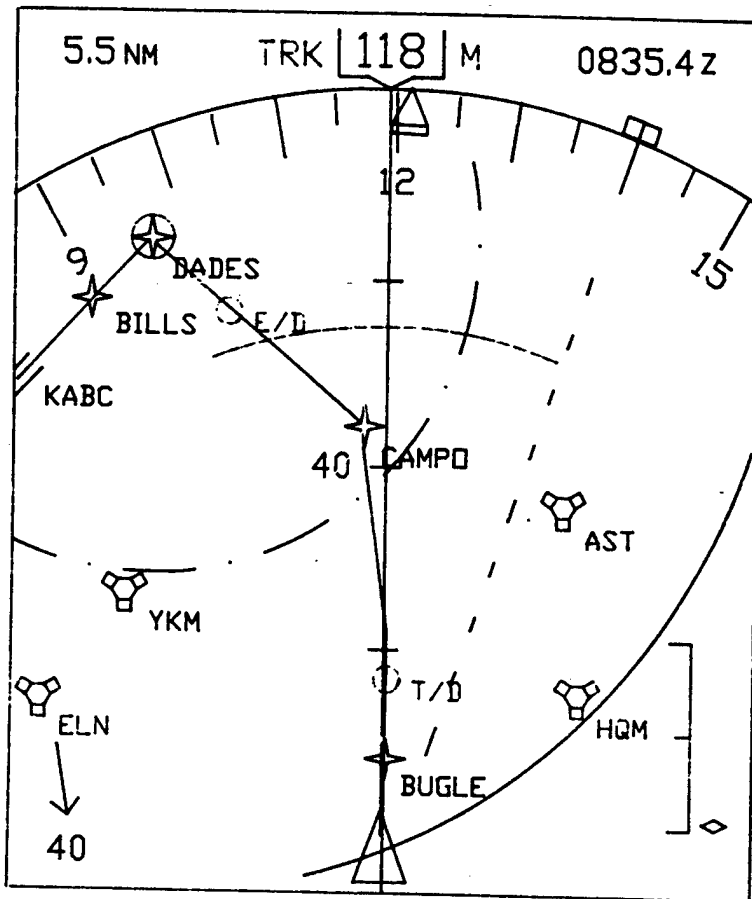 5.5 NM TRK 118 M 0835.4 Z
12
9
15
DADES
BILLS
E/D
KABC
40 CAMPO
AST
YKM
T/D
ELN
HQM
BUGLE
40